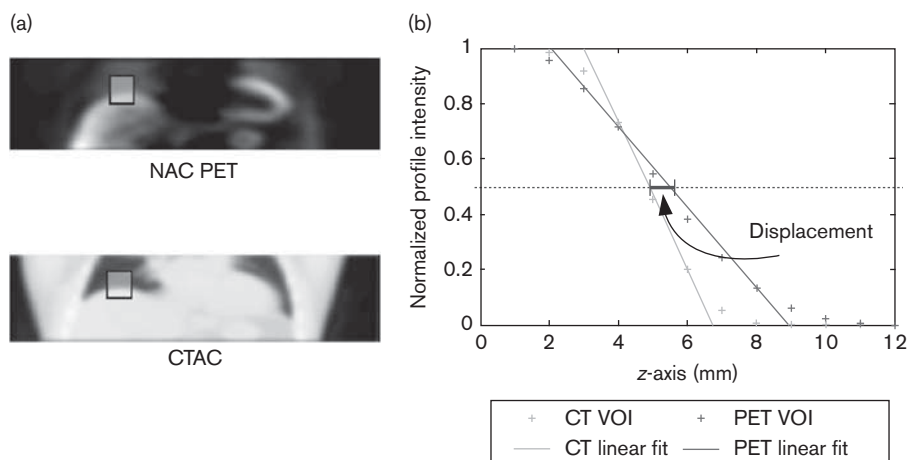 (a)
NAC PET
CTAC
(b)
Normalized profile intensity
1
0.8
0.6
0.4
0.2
0
Displacement
0 2 4 6 8 10 12
z-axis (mm)
+ CT VOI + PET VOI
CT linear fit PET linear fit